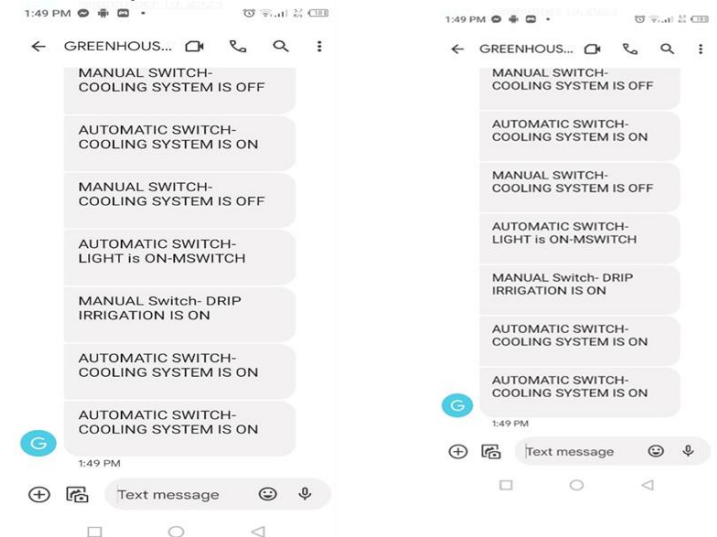 1:49 PM
GREENHOUS...
MANUAL SWITCH-
COOLING SYSTEM IS OFF
AUTOMATIC SWITCH-
COOLING SYSTEM IS ON
MANUAL SWITCH-
COOLING SYSTEM IS OFF
AUTOMATIC SWITCH-
LIGHT is ON-MSWITCH
MANUAL Switch- DRIP
IRRIGATION IS ON
AUTOMATIC SWITCH-
COOLING SYSTEM IS ON
AUTOMATIC SWITCH-
COOLING SYSTEM IS ON
G
1:49 PM
Text message
1:49 PM
GREENHOUS...
MANUAL SWITCH-
COOLING SYSTEM IS OFF
AUTOMATIC SWITCH-
COOLING SYSTEM IS ON
MANUAL SWITCH-
COOLING SYSTEM IS OFF
AUTOMATIC SWITCH-
LIGHT is ON-MSWITCH
MANUAL Switch- DRIP
IRRIGATION IS ON
AUTOMATIC SWITCH-
COOLING SYSTEM IS ON
AUTOMATIC SWITCH-
COOLING SYSTEM IS ON
G
1:49 PM
Text message